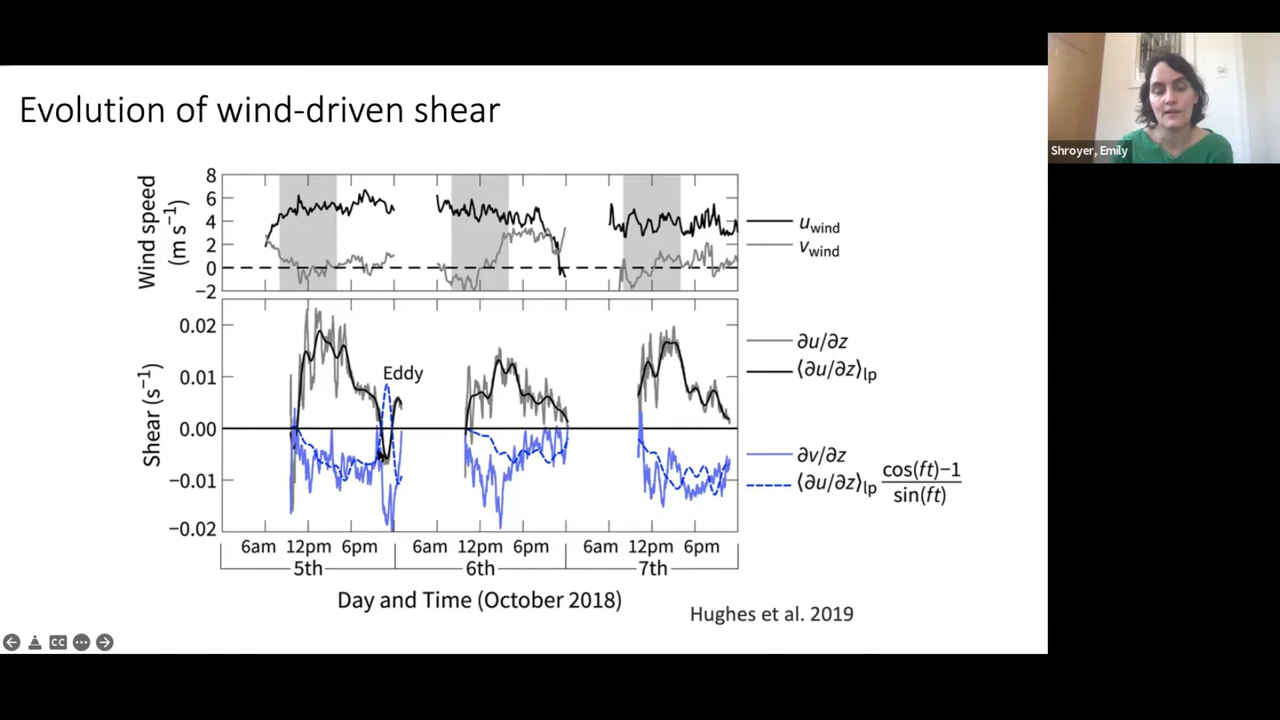 Evolution of wind-driven shear
Shroyer, Emily
Wind speed
(m s⁻¹)
8
6
4
2
0
−2
u_wind
v_wind
Shear (s⁻¹)
0.02
0.01
0.00
−0.01
−0.02
Eddy
∂u/∂z
⟨∂u/∂z⟩lp
∂v/∂z
⟨∂u/∂z⟩lp cos(ft)−1 / sin(ft)
6am 12pm 6pm 6am 12pm 6pm 6am 12pm 6pm
5th 6th 7th
Day and Time (October 2018)
Hughes et al. 2019
CC